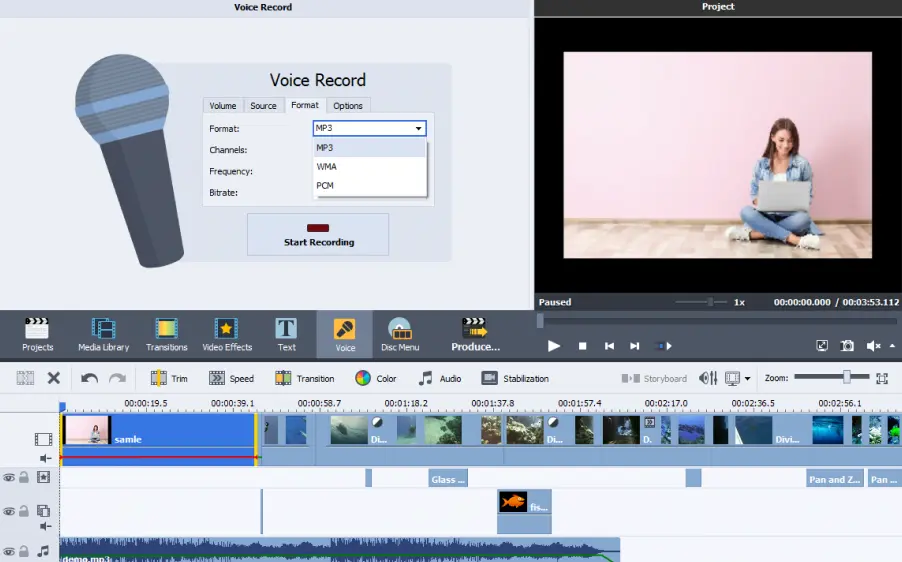 Voice Record
Project
Voice Record
Volume Source Format Options
Format: MP3
Channels: MP3
WMA
Frequency:
PCM
Bitrate:
Start Recording
Paused 1x 00:00:00.000 / 00:03:53.112
Projects Media Library Transitions Video Effects Text Voice Disc Menu Produce...
Trim Speed Transition Color Audio Stabilization Storyboard Zoom:
00:00:19.5 00:00:39.1 00:00:58.7 00:01:18.2 00:01:37.8 00:01:57.4 00:02:17.0 00:02:36.5 00:02:56.1
samle Di... Di... D. Divi...
Glass ... Pan and Z... Pan ...
fis...
demo.mp3